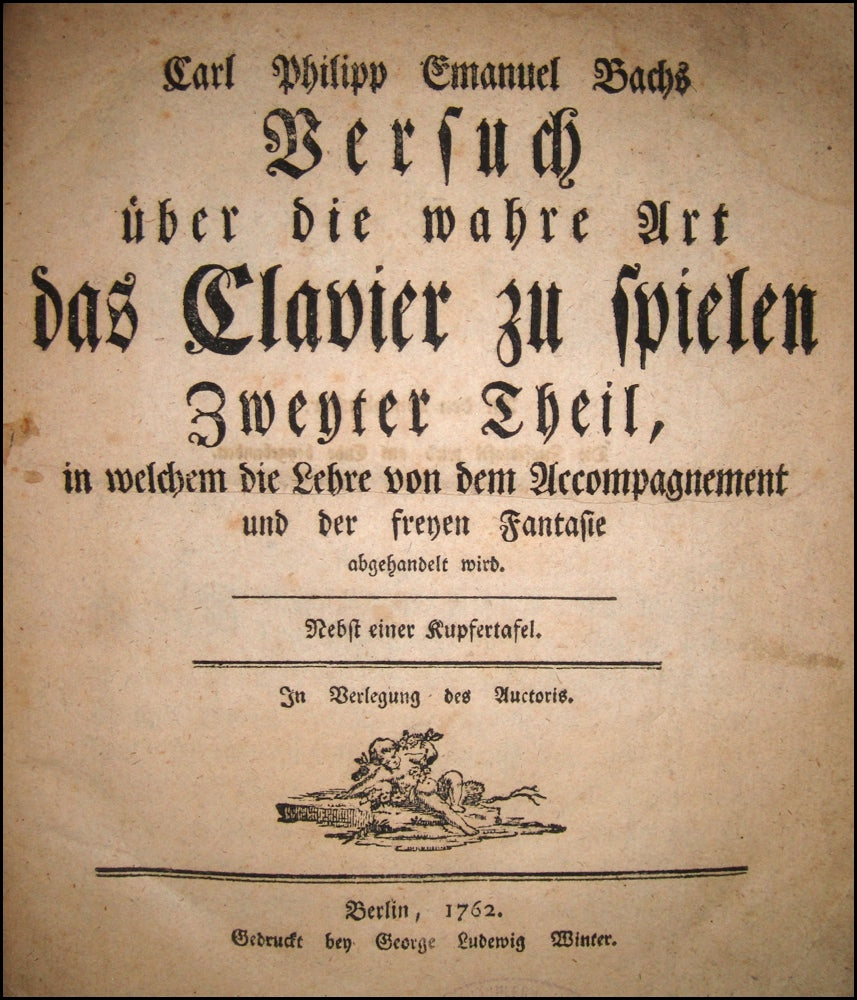 Carl Philipp Emanuel Bachs
Versuch
über die wahre Art
das Clavier zu spielen
Zweyter Theil,
in welchem die Lehre von dem Accompagnement
und der freyen Fantasie
abgehandelt wird.
Nebst einer Kupfertafel.
In Verlegung des Auctoris.
Berlin, 1762.
Gedruckt bey George Ludewig Winter.